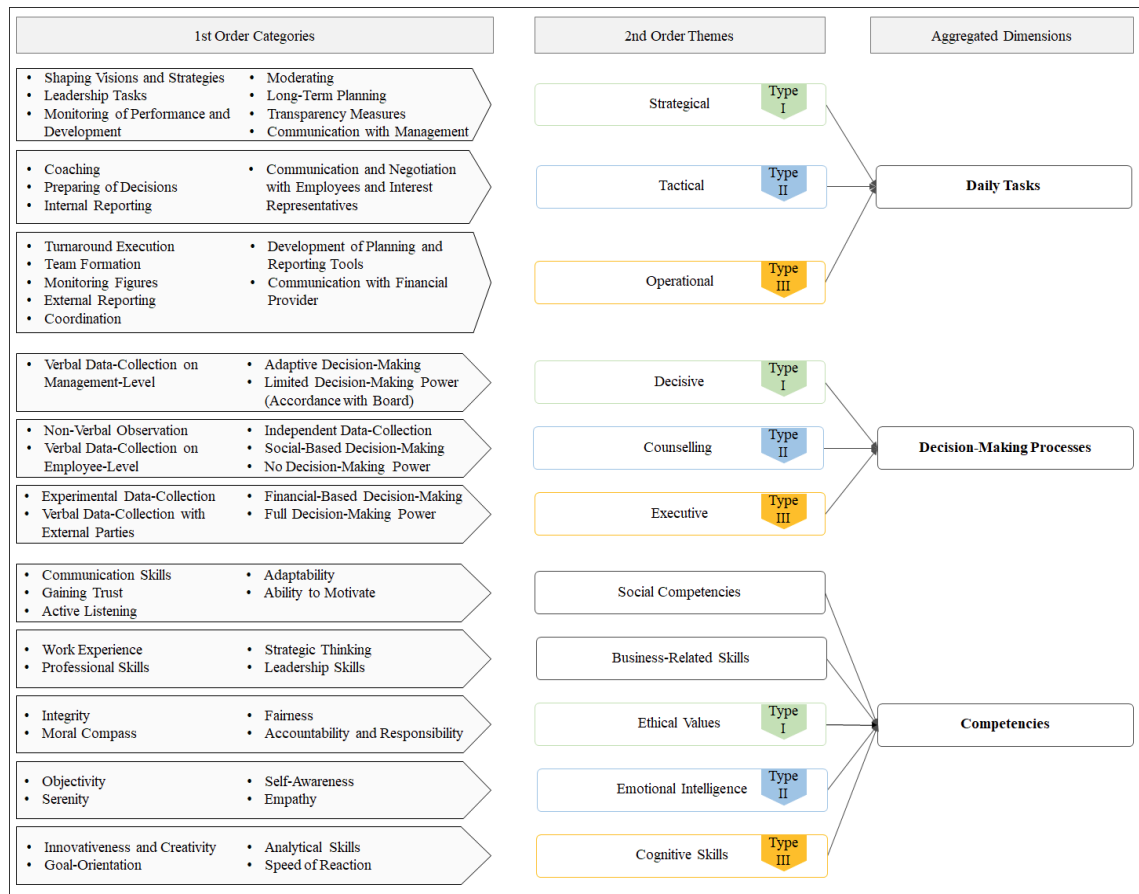 1st Order Categories
2nd Order Themes
Aggregated Dimensions
• Shaping Visions and Strategies
• Leadership Tasks
• Monitoring of Performance and
Development
• Moderating
• Long-Term Planning
• Transparency Measures
• Communication with Management
Strategical
Type
I
• Coaching
• Preparing of Decisions
• Internal Reporting
• Communication and Negotiation
with Employees and Interest
Representatives
Tactical
Type
II
Daily Tasks
• Turnaround Execution
• Team Formation
• Monitoring Figures
• External Reporting
• Coordination
• Development of Planning and
Reporting Tools
• Communication with Financial
Provider
Operational
Type
III
• Verbal Data-Collection on
Management-Level
• Adaptive Decision-Making
• Limited Decision-Making Power
(Accordance with Board)
Decisive
Type
I
• Non-Verbal Observation
• Verbal Data-Collection on
Employee-Level
• Independent Data-Collection
• Social-Based Decision-Making
• No Decision-Making Power
Counselling
Type
II
Decision-Making Processes
• Experimental Data-Collection
• Verbal Data-Collection with
External Parties
• Financial-Based Decision-Making
• Full Decision-Making Power
Executive
Type
III
• Communication Skills
• Gaining Trust
• Active Listening
• Adaptability
• Ability to Motivate
Social Competencies
• Work Experience
• Professional Skills
• Strategic Thinking
• Leadership Skills
Business-Related Skills
• Integrity
• Moral Compass
• Fairness
• Accountability and Responsibility
Ethical Values
Type
I
Competencies
• Objectivity
• Serenity
• Self-Awareness
• Empathy
Emotional Intelligence
Type
II
• Innovativeness and Creativity
• Goal-Orientation
• Analytical Skills
• Speed of Reaction
Cognitive Skills
Type
III